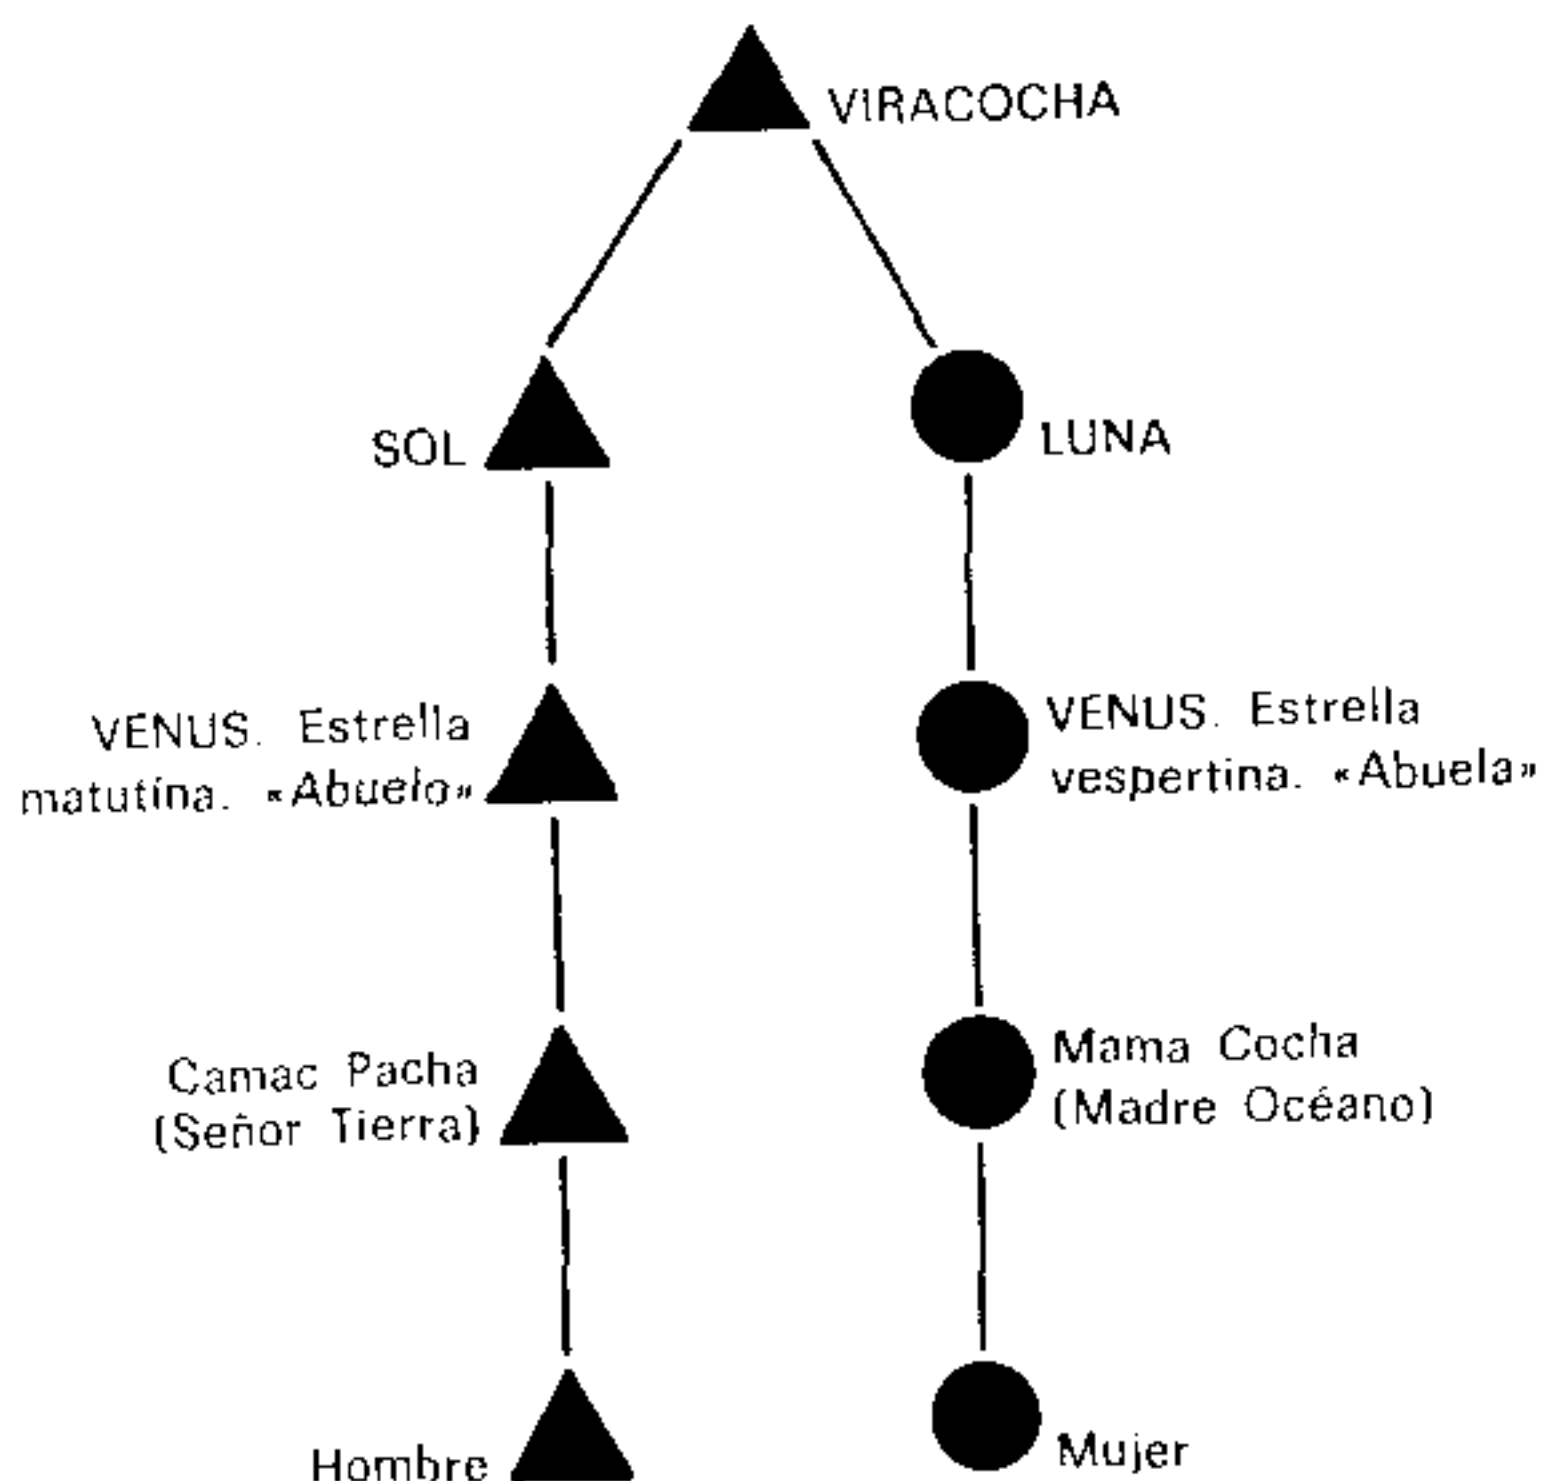 VIRACOCHA
SOL
LUNA
VENUS. Estrella
matutina. «Abuelo»
VENUS. Estrella
vespertina. «Abuela»
Camac Pacha
(Señor Tierra)
Mama Cocha
(Madre Océano)
Hombre
Mujer